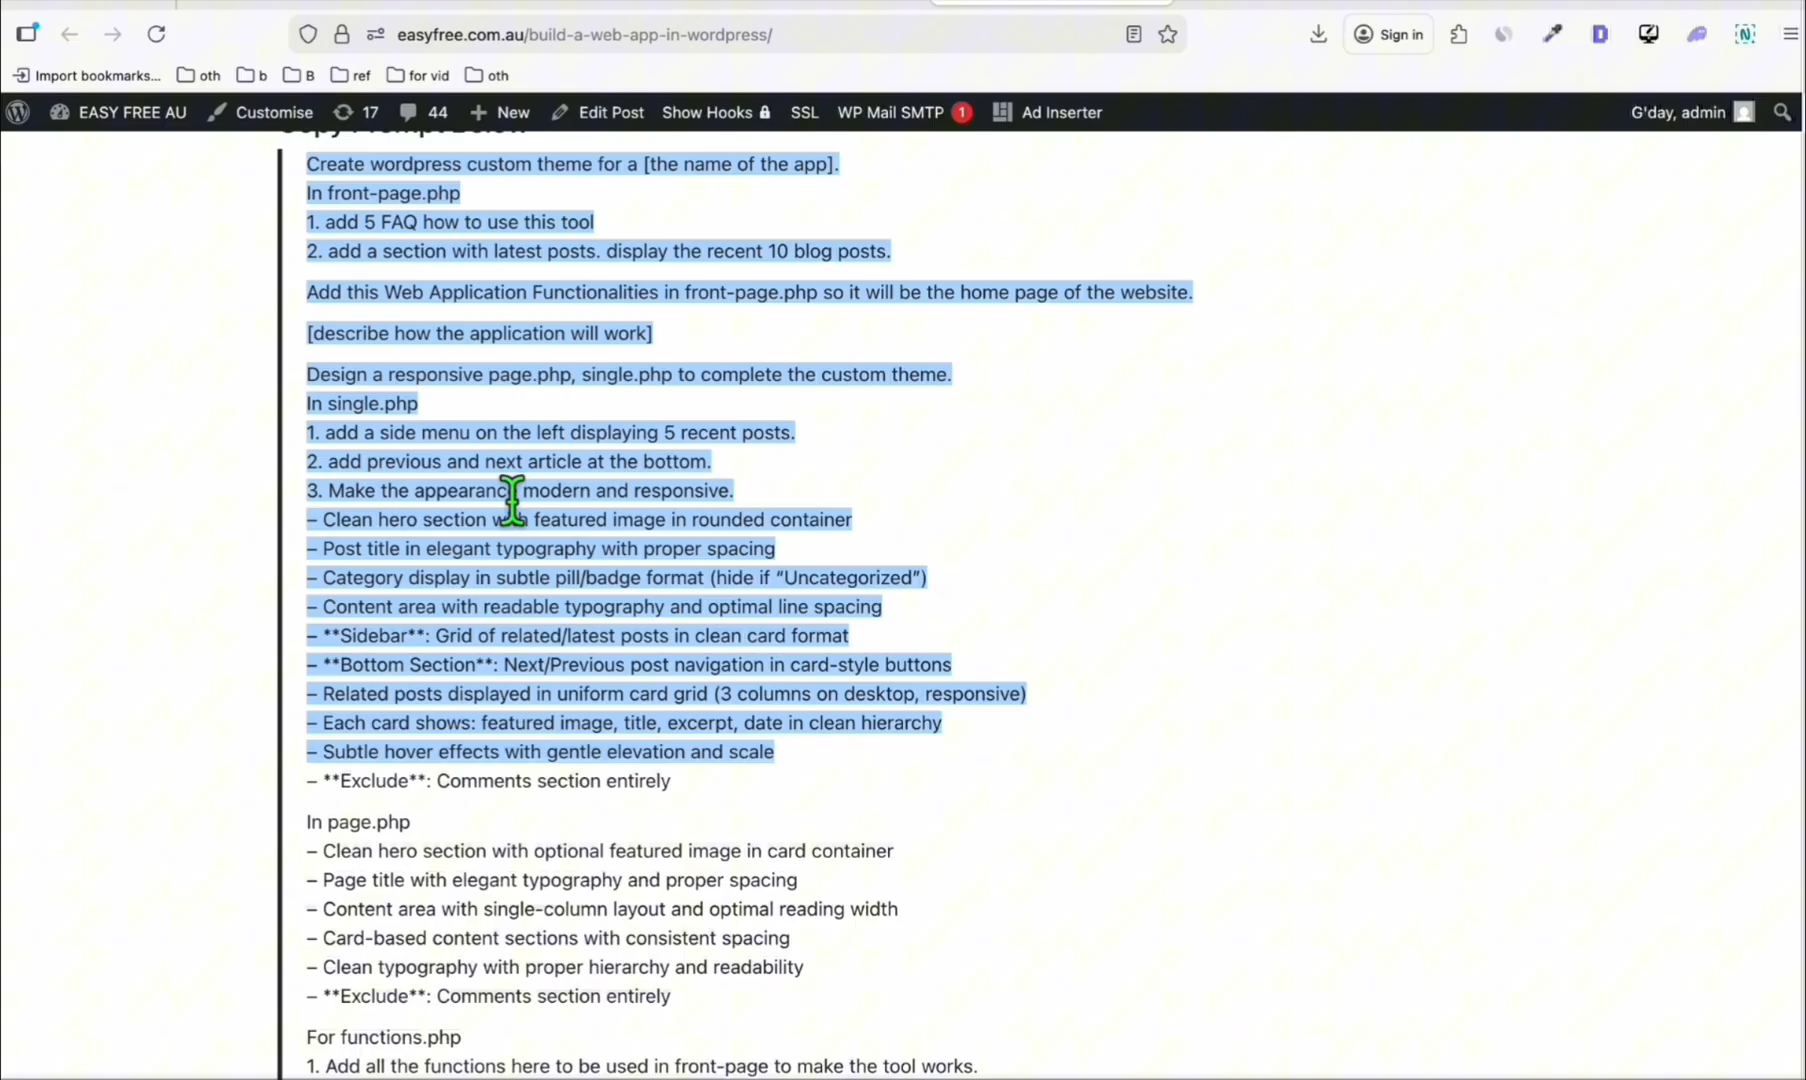 easyfree.com.au/build-a-web-app-in-wordpress/
Sign in
Import bookmarks...
oth
b
B
ref
for vid
oth
EASY FREE AU
Customise
17
44
New
Edit Post
Show Hooks
SSL
WP Mail SMTP 1
Ad Inserter
G'day, admin
Copy Prompt Below
Create wordpress custom theme for a [the name of the app].
In front-page.php
1. add 5 FAQ how to use this tool
2. add a section with latest posts. display the recent 10 blog posts.
Add this Web Application Functionalities in front-page.php so it will be the home page of the website.
[describe how the application will work]
Design a responsive page.php, single.php to complete the custom theme.
In single.php
1. add a side menu on the left displaying 5 recent posts.
2. add previous and next article at the bottom.
3. Make the appearance modern and responsive.
– Clean hero section with featured image in rounded container
– Post title in elegant typography with proper spacing
– Category display in subtle pill/badge format (hide if “Uncategorized”)
– Content area with readable typography and optimal line spacing
– **Sidebar**: Grid of related/latest posts in clean card format
– **Bottom Section**: Next/Previous post navigation in card-style buttons
– Related posts displayed in uniform card grid (3 columns on desktop, responsive)
– Each card shows: featured image, title, excerpt, date in clean hierarchy
– Subtle hover effects with gentle elevation and scale
– **Exclude**: Comments section entirely
In page.php
– Clean hero section with optional featured image in card container
– Page title with elegant typography and proper spacing
– Content area with single-column layout and optimal reading width
– Card-based content sections with consistent spacing
– Clean typography with proper hierarchy and readability
– **Exclude**: Comments section entirely
For functions.php
1. Add all the functions here to be used in front-page to make the tool works.